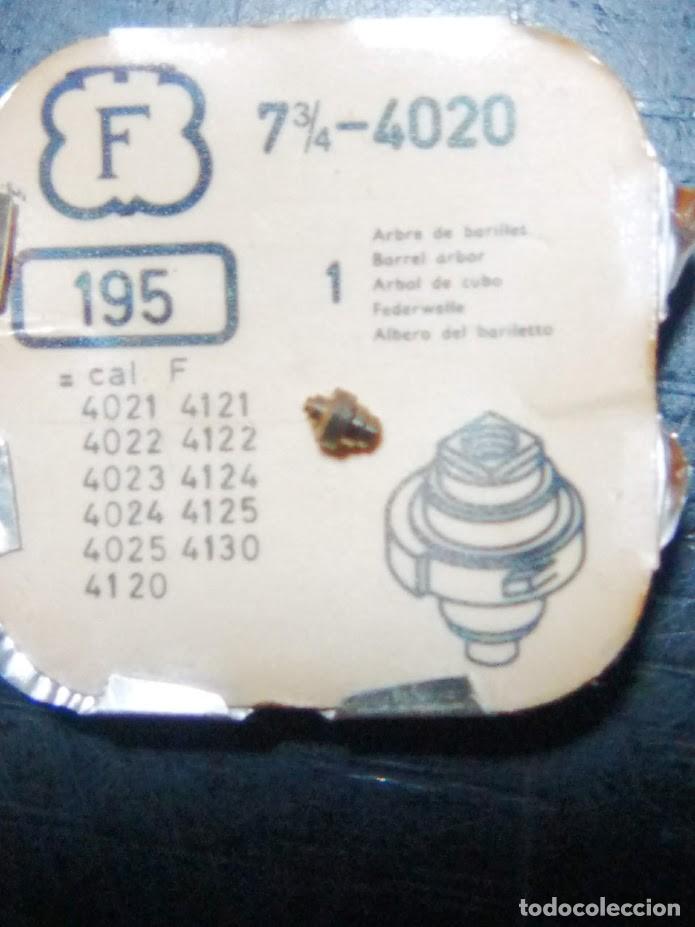 F
7¾-4020
195
1
Arbre de barillet
Barrel arbor
Arbol de cubo
Federwelle
Albero del bariletto
= cal F
4021 4121
4022 4122
4023 4124
4024 4125
4025 4130
4120
todocoleccion